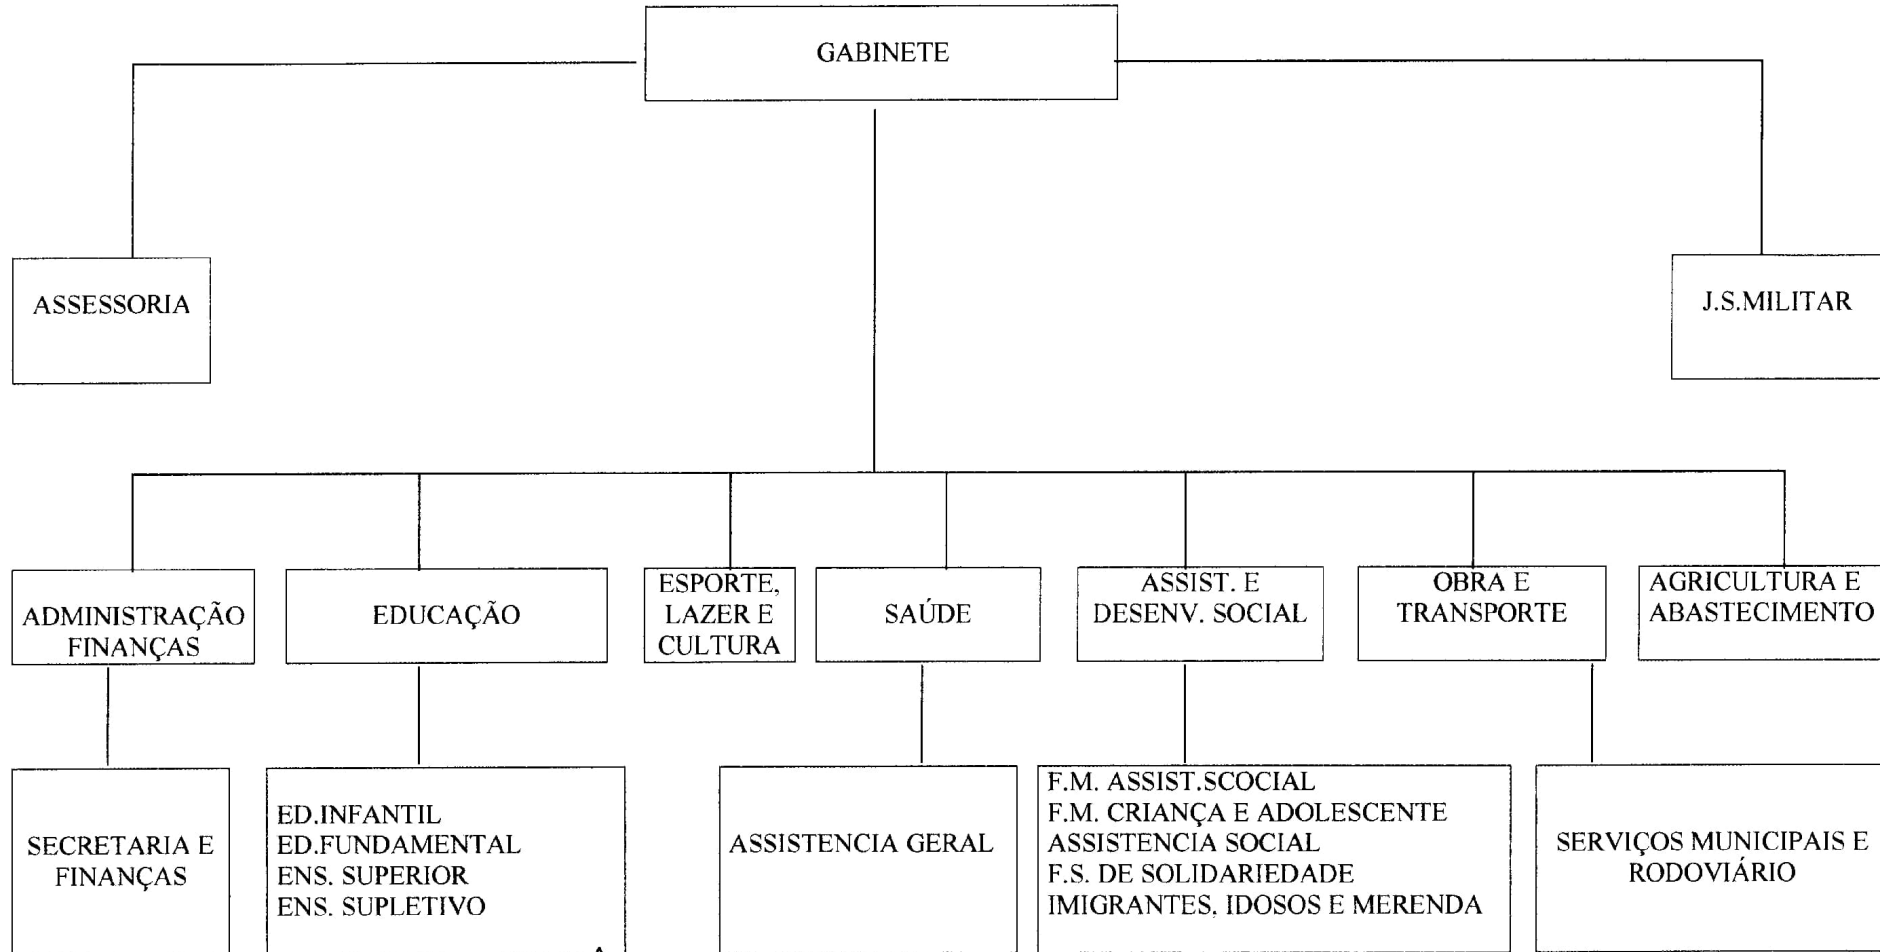 GABINETE
ASSESSORIA
J.S.MILITAR
ADMINISTRAÇÃO
FINANÇAS
EDUCAÇÃO
ESPORTE,
LAZER E
CULTURA
SAÚDE
ASSIST. E
DESENV. SOCIAL
OBRA E
TRANSPORTE
AGRICULTURA E
ABASTECIMENTO
SECRETARIA E
FINANÇAS
ED.INFANTIL
ED.FUNDAMENTAL
ENS. SUPERIOR
ENS. SUPLETIVO
ASSISTENCIA GERAL
F.M. ASSIST.SCOCIAL
F.M. CRIANÇA E ADOLESCENTE
ASSISTENCIA SOCIAL
F.S. DE SOLIDARIEDADE
IMIGRANTES, IDOSOS E MERENDA
SERVIÇOS MUNICIPAIS E
RODOVIÁRIO